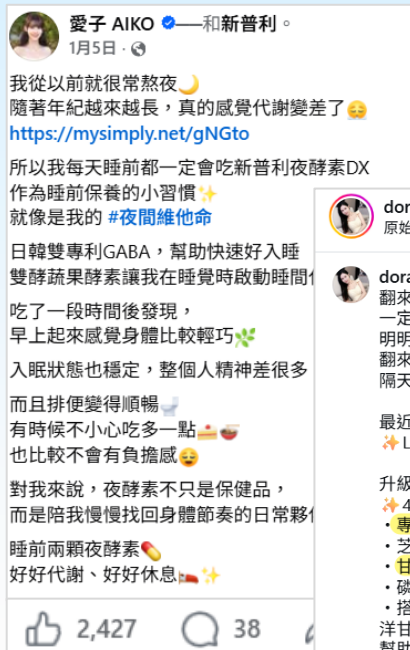 愛子 AIKO ──和新普利。
1月5日 ·
我從以前就很常熬夜🌙
隨著年紀越來越長，真的感覺代謝變差了😔
https://mysimply.net/gNGto
所以我每天睡前都一定會吃新普利夜酵素DX
作為睡前保養的小習慣✨
就像是我的 #夜間維他命
日韓雙專利GABA，幫助快速好入睡
雙酵蔬果酵素讓我在睡覺時啟動睡間
吃了一段時間後發現，
早上起來感覺身體比較輕巧🌿
入眠狀態也穩定，整個人精神差很多
而且排便變得順暢🚽
有時候不小心吃多一點🍰🍜
也比較不會有負擔感😌
對我來說，夜酵素不只是保健品，
而是陪我慢慢找回身體節奏的日常夥
睡前兩顆夜酵素💊
好好代謝、好好休息🛌✨
2,427
38
dor
原始
dora
翻來
一定
明明
翻來
隔天
最近
✨L
升級
✨4
・專
・芝
・甘
・磷
・搭
洋甘
幫助